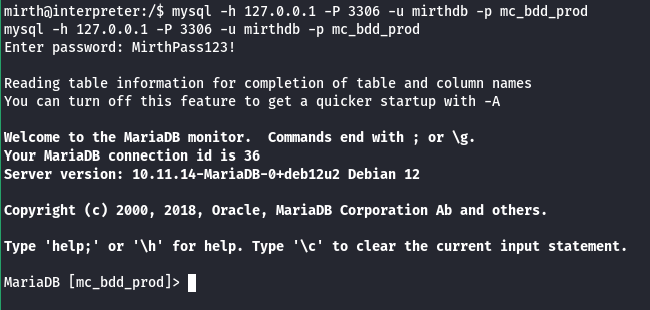 mirth@interpreter:/$ mysql -h 127.0.0.1 -P 3306 -u mirthdb -p mc_bdd_prod
mysql -h 127.0.0.1 -P 3306 -u mirthdb -p mc_bdd_prod
Enter password: MirthPass123!
Reading table information for completion of table and column names
You can turn off this feature to get a quicker startup with -A
Welcome to the MariaDB monitor.  Commands end with ; or \g.
Your MariaDB connection id is 36
Server version: 10.11.14-MariaDB-0+deb12u2 Debian 12
Copyright (c) 2000, 2018, Oracle, MariaDB Corporation Ab and others.
Type 'help;' or '\h' for help. Type '\c' to clear the current input statement.
MariaDB [mc_bdd_prod]>